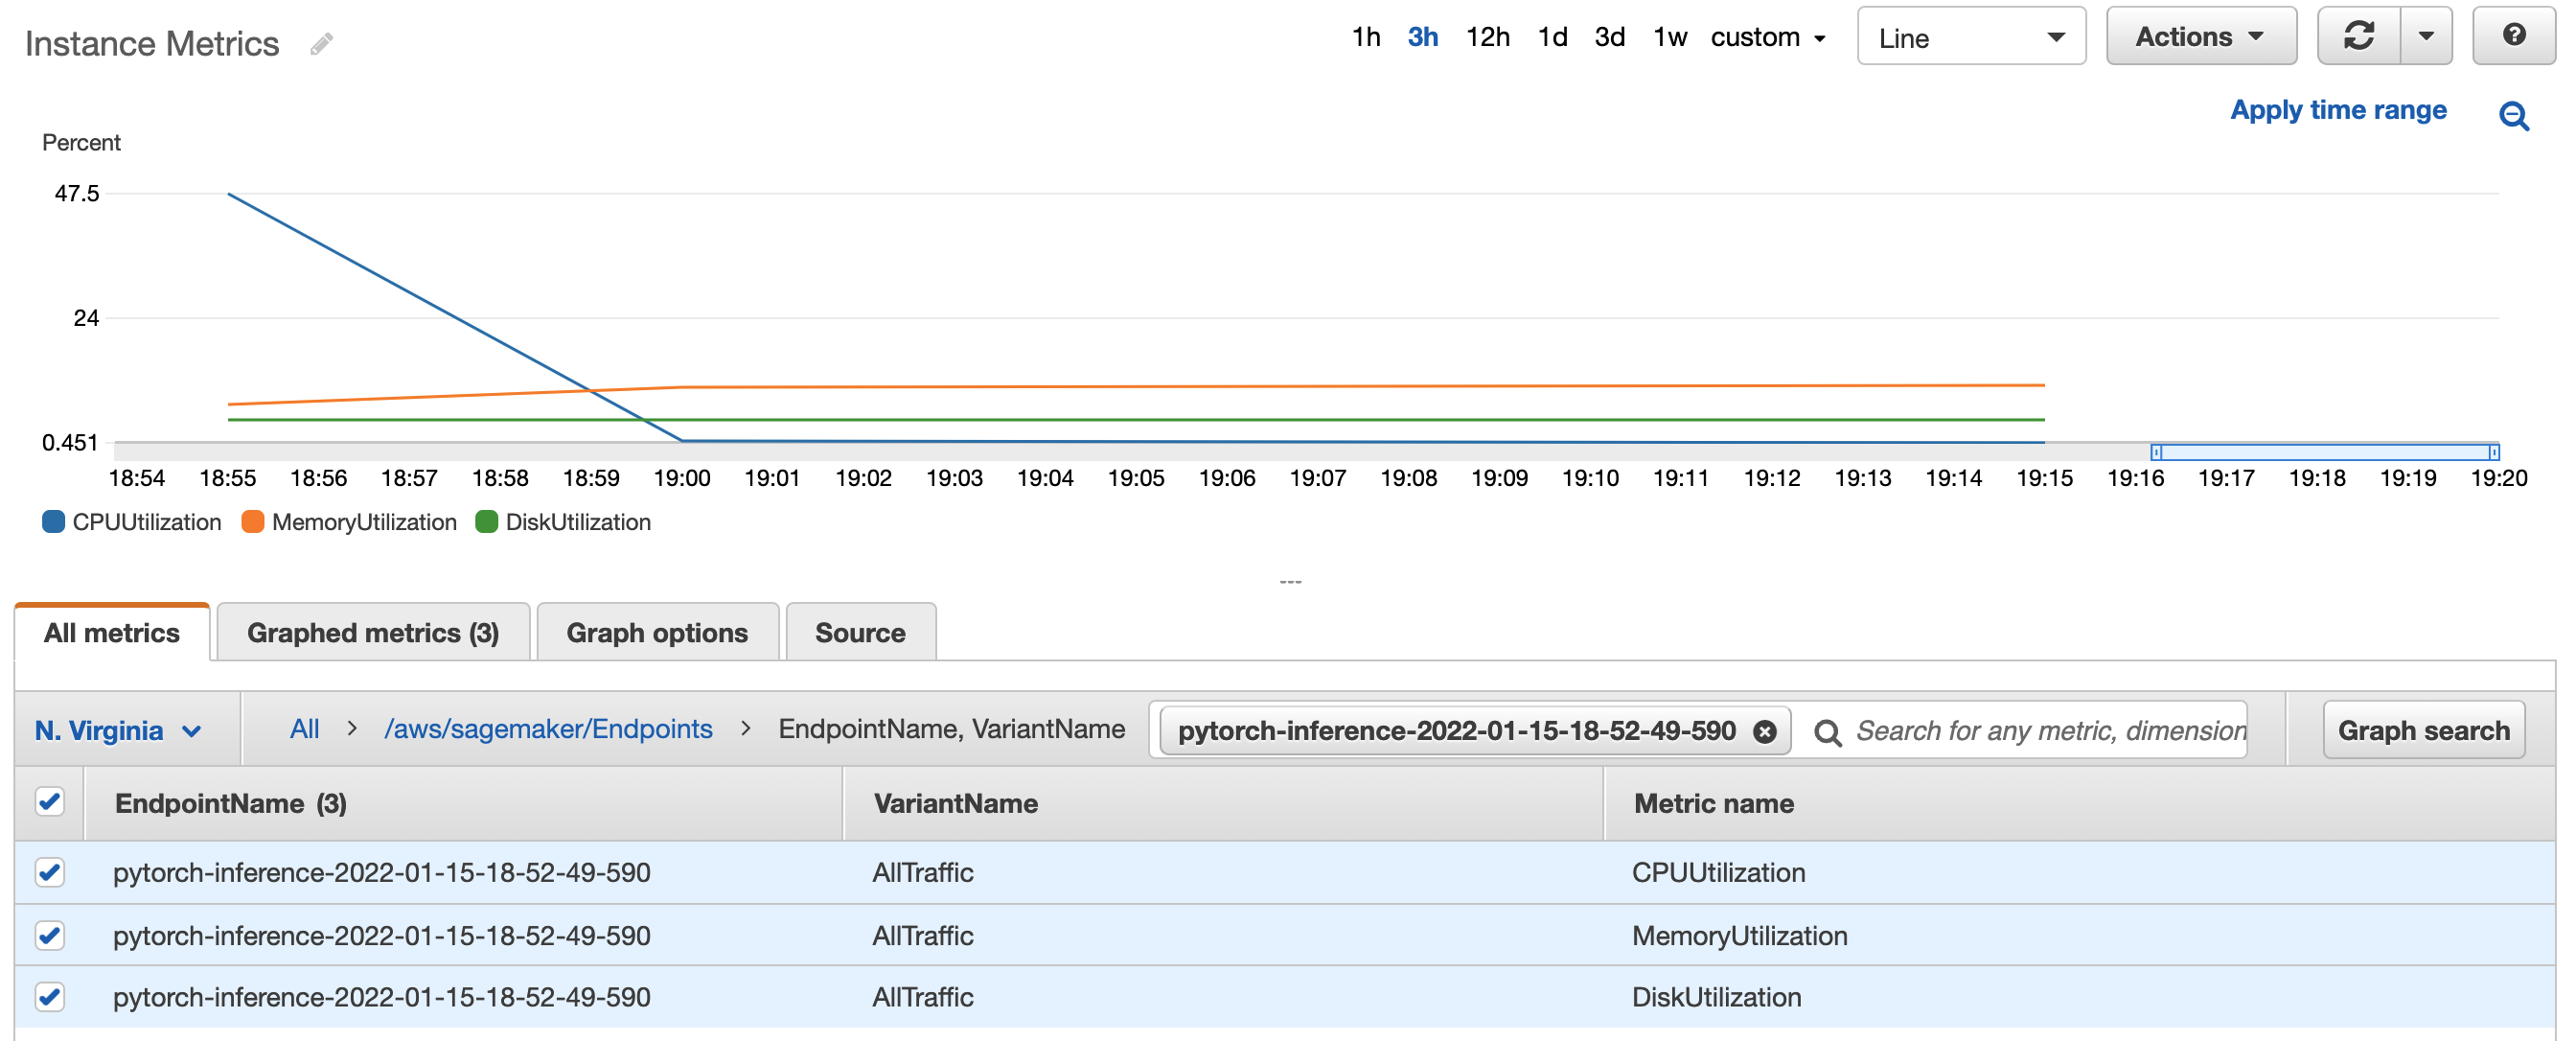 Instance Metrics
1h 3h 12h 1d 3d 1w custom Line Actions
Apply time range
Percent
47.5
24
0.451
18:54 18:55 18:56 18:57 18:58 18:59 19:00 19:01 19:02 19:03 19:04 19:05 19:06 19:07 19:08 19:09 19:10 19:11 19:12 19:13 19:14 19:15 19:16 19:17 19:18 19:19 19:20
CPUUtilization MemoryUtilization DiskUtilization
All metrics Graphed metrics (3) Graph options Source
N. Virginia All > /aws/sagemaker/Endpoints > EndpointName, VariantName pytorch-inference-2022-01-15-18-52-49-590 Search for any metric, dimension Graph search
EndpointName (3) VariantName Metric name
pytorch-inference-2022-01-15-18-52-49-590 AllTraffic CPUUtilization
pytorch-inference-2022-01-15-18-52-49-590 AllTraffic MemoryUtilization
pytorch-inference-2022-01-15-18-52-49-590 AllTraffic DiskUtilization